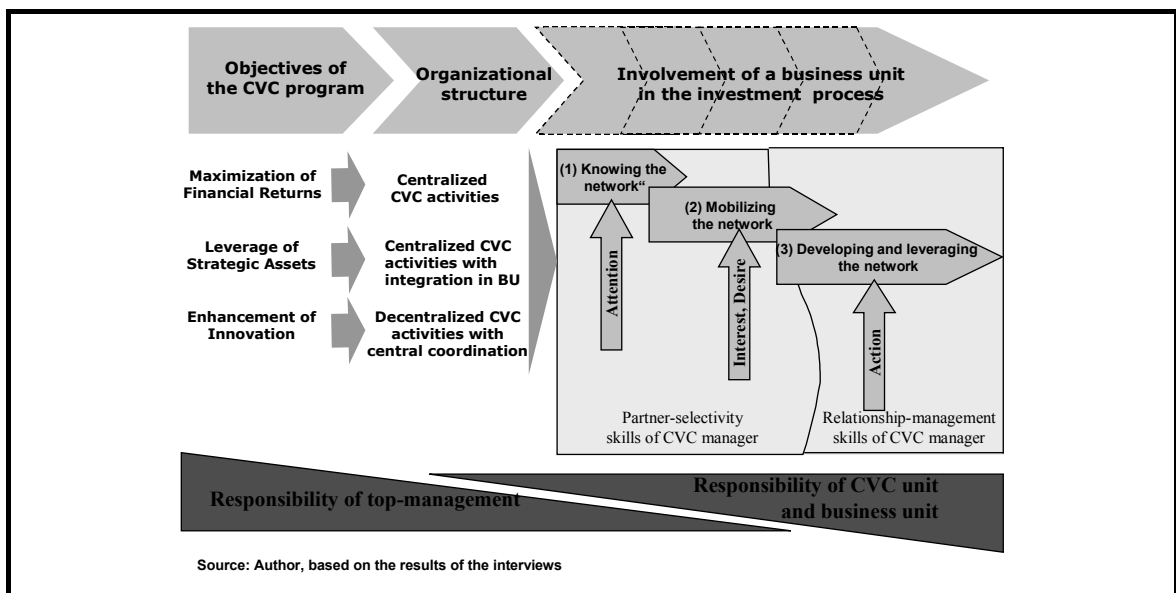 Objectives of
the CVC program
Organizational
structure
Involvement of a business unit
in the investment process
Maximization of
Financial Returns
Centralized
CVC activities
Leverage of
Strategic Assets
Centralized CVC
activities with
integration in BU
Enhancement of
Innovation
Decentralized CVC
activities with
central coordination
(1) Knowing the
network“
(2) Mobilizing
the network
(3) Developing and leveraging
the network
Attention
Interest, Desire
Action
Partner-selectivity
skills of CVC manager
Relationship-management
skills of CVC manager
Responsibility of top-management
Responsibility of CVC unit
and business unit
Source: Author, based on the results of the interviews